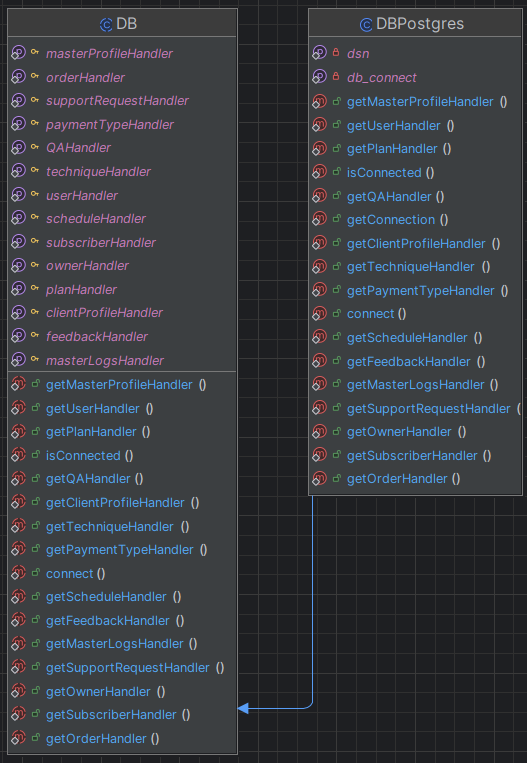 DB
masterProfileHandler
orderHandler
supportRequestHandler
paymentTypeHandler
QAHandler
techniqueHandler
userHandler
scheduleHandler
subscriberHandler
ownerHandler
planHandler
clientProfileHandler
feedbackHandler
masterLogsHandler
getMasterProfileHandler ()
getUserHandler ()
getPlanHandler ()
isConnected ()
getQAHandler ()
getClientProfileHandler ()
getTechniqueHandler ()
getPaymentTypeHandler ()
connect ()
getScheduleHandler ()
getFeedbackHandler ()
getMasterLogsHandler ()
getSupportRequestHandler ()
getOwnerHandler ()
getSubscriberHandler ()
getOrderHandler ()
DBPostgres
dsn
db_connect
getMasterProfileHandler ()
getUserHandler ()
getPlanHandler ()
isConnected ()
getQAHandler ()
getConnection ()
getClientProfileHandler ()
getTechniqueHandler ()
getPaymentTypeHandler ()
connect ()
getScheduleHandler ()
getFeedbackHandler ()
getMasterLogsHandler ()
getSupportRequestHandler (
getOwnerHandler ()
getSubscriberHandler ()
getOrderHandler ()